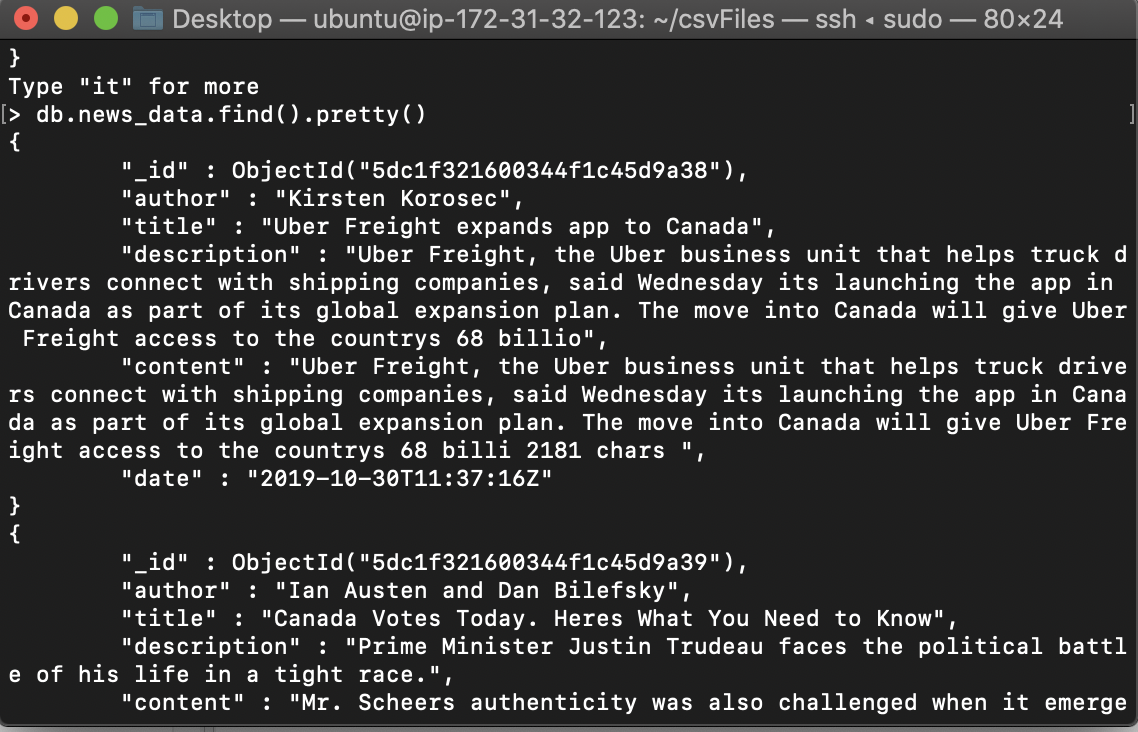 Desktop — ubuntu@ip-172-31-32-123: ~/csvFiles — ssh ◂ sudo — 80×24
}
Type "it" for more
[> db.news_data.find().pretty() ]
{
        "_id" : ObjectId("5dc1f321600344f1c45d9a38"),
        "author" : "Kirsten Korosec",
        "title" : "Uber Freight expands app to Canada",
        "description" : "Uber Freight, the Uber business unit that helps truck d
rivers connect with shipping companies, said Wednesday its launching the app in
Canada as part of its global expansion plan. The move into Canada will give Uber
 Freight access to the countrys 68 billio",
        "content" : "Uber Freight, the Uber business unit that helps truck drive
rs connect with shipping companies, said Wednesday its launching the app in Cana
da as part of its global expansion plan. The move into Canada will give Uber Fre
ight access to the countrys 68 billi 2181 chars ",
        "date" : "2019-10-30T11:37:16Z"
}
{
        "_id" : ObjectId("5dc1f321600344f1c45d9a39"),
        "author" : "Ian Austen and Dan Bilefsky",
        "title" : "Canada Votes Today. Heres What You Need to Know",
        "description" : "Prime Minister Justin Trudeau faces the political battl
e of his life in a tight race.",
        "content" : "Mr. Scheers authenticity was also challenged when it emerge